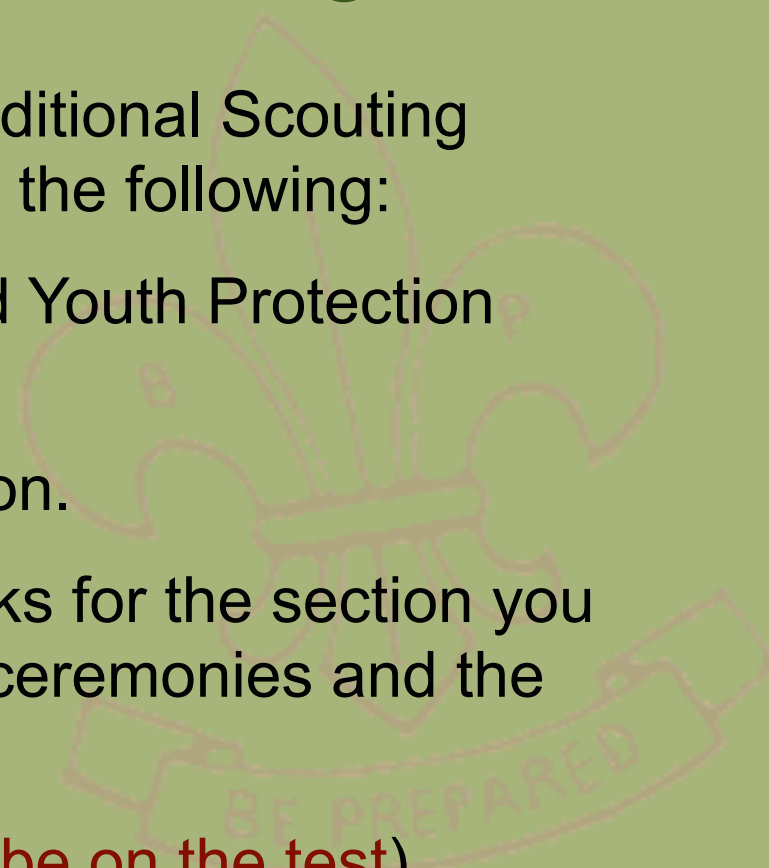 ditional Scouting
the following:
d Youth Protection
B
P
on.
ks for the section you
ceremonies and the
BE PREPARED
be on the test)